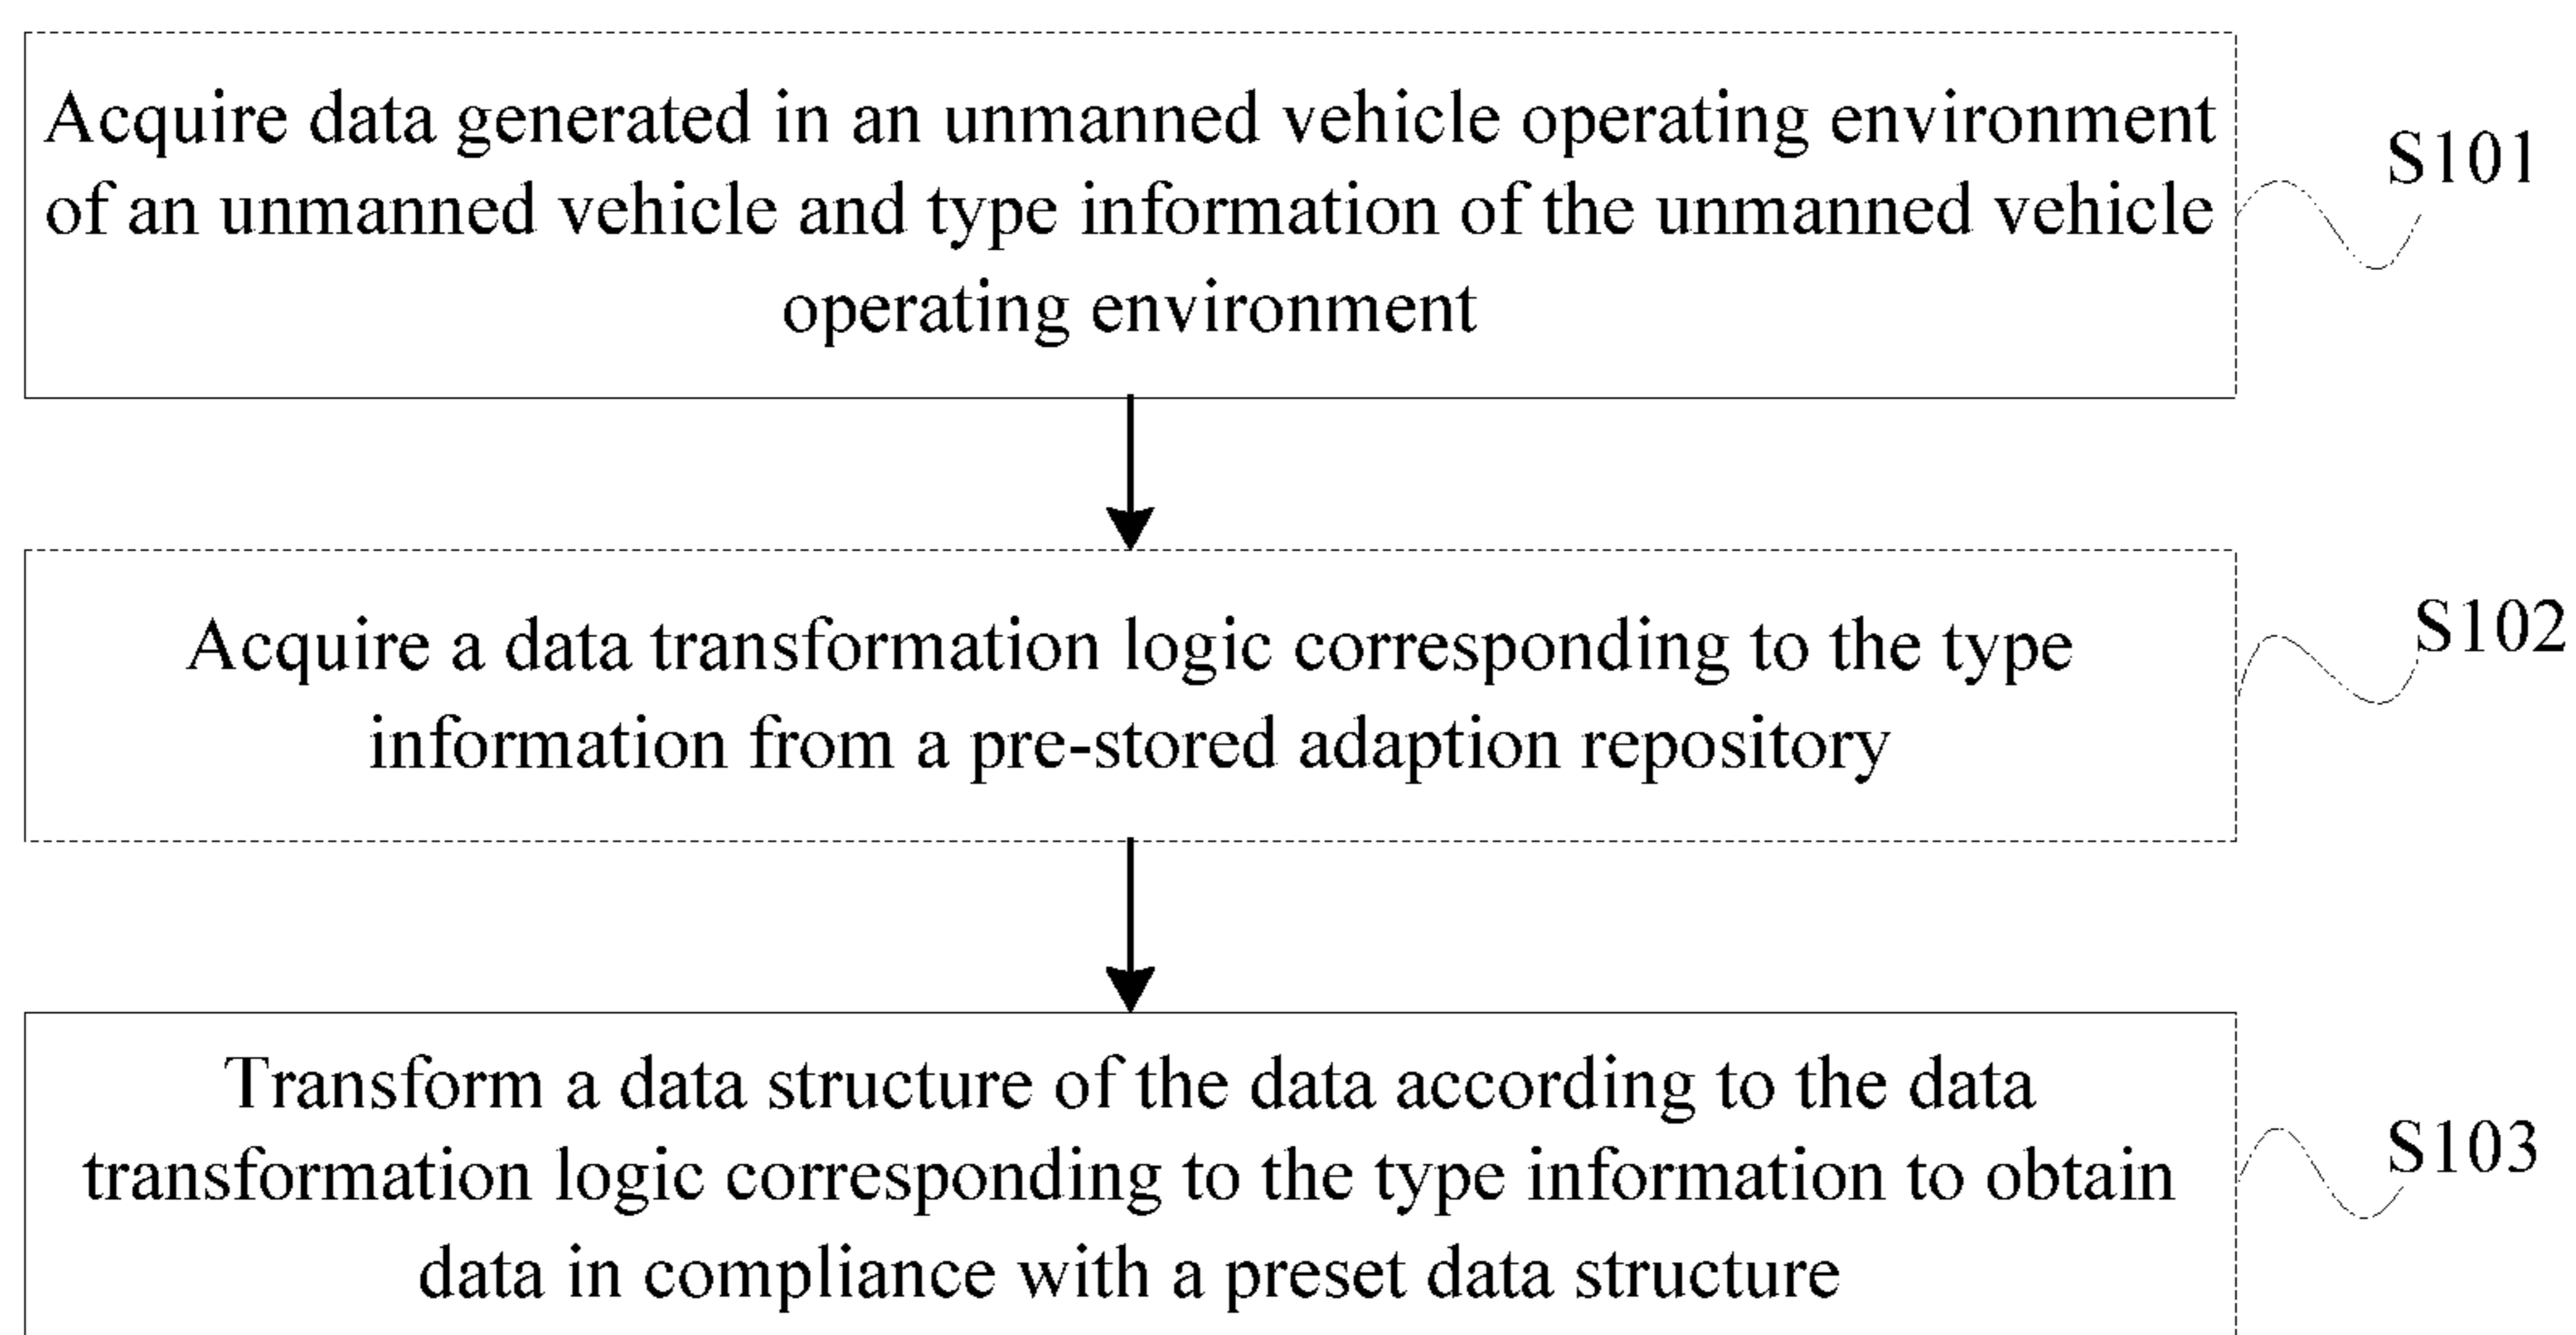 Acquire data generated in an unmanned vehicle operating environment
of an unmanned vehicle and type information of the unmanned vehicle
operating environment
S101
Acquire a data transformation logic corresponding to the type
information from a pre-stored adaption repository
S102
Transform a data structure of the data according to the data
transformation logic corresponding to the type information to obtain
data in compliance with a preset data structure
S103